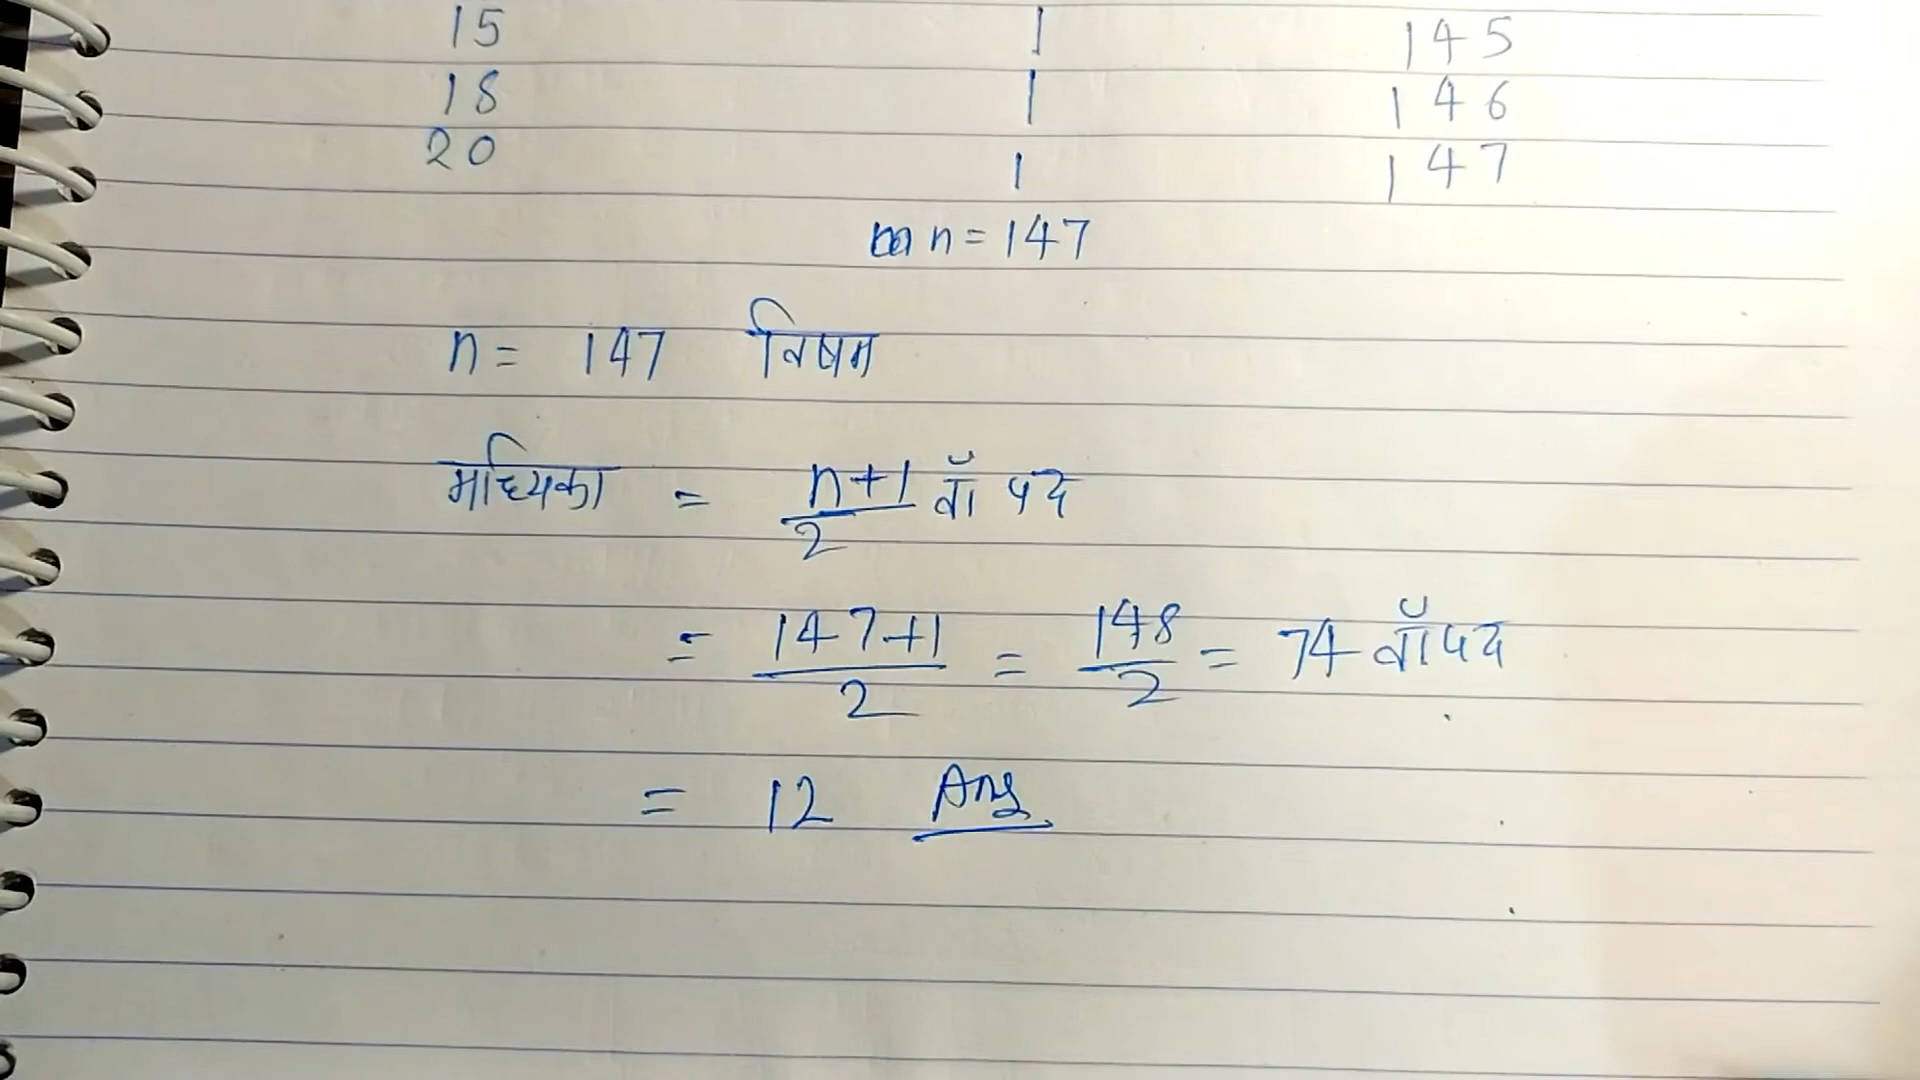 15 1 145
18 1 146
20 1 147
n = 147
n = 147 विषम
माध्यिका = n+1/2 वाँ पद
= 147+1/2 = 148/2 = 74 वाँ पद
= 12 Ans